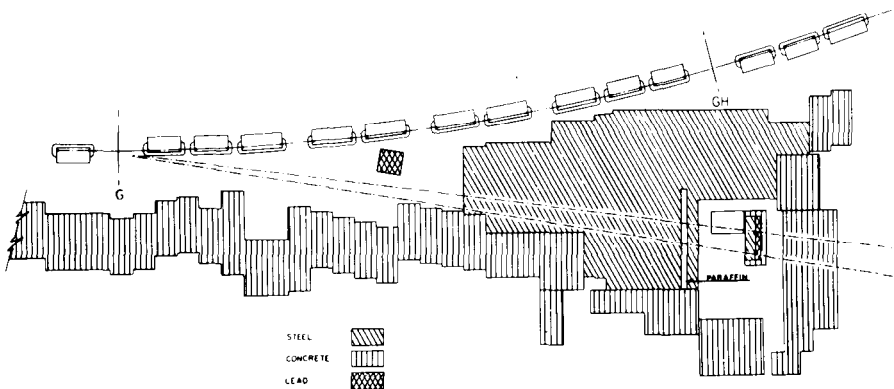 GH
G
PARAFFIN
STEEL
CONCRETE
LEAD